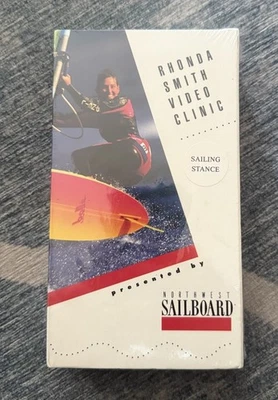 RHONDA
SMITH
VIDEO
CLINIC
SAILING
STANCE
presented by
NORTHWEST
SAILBOARD